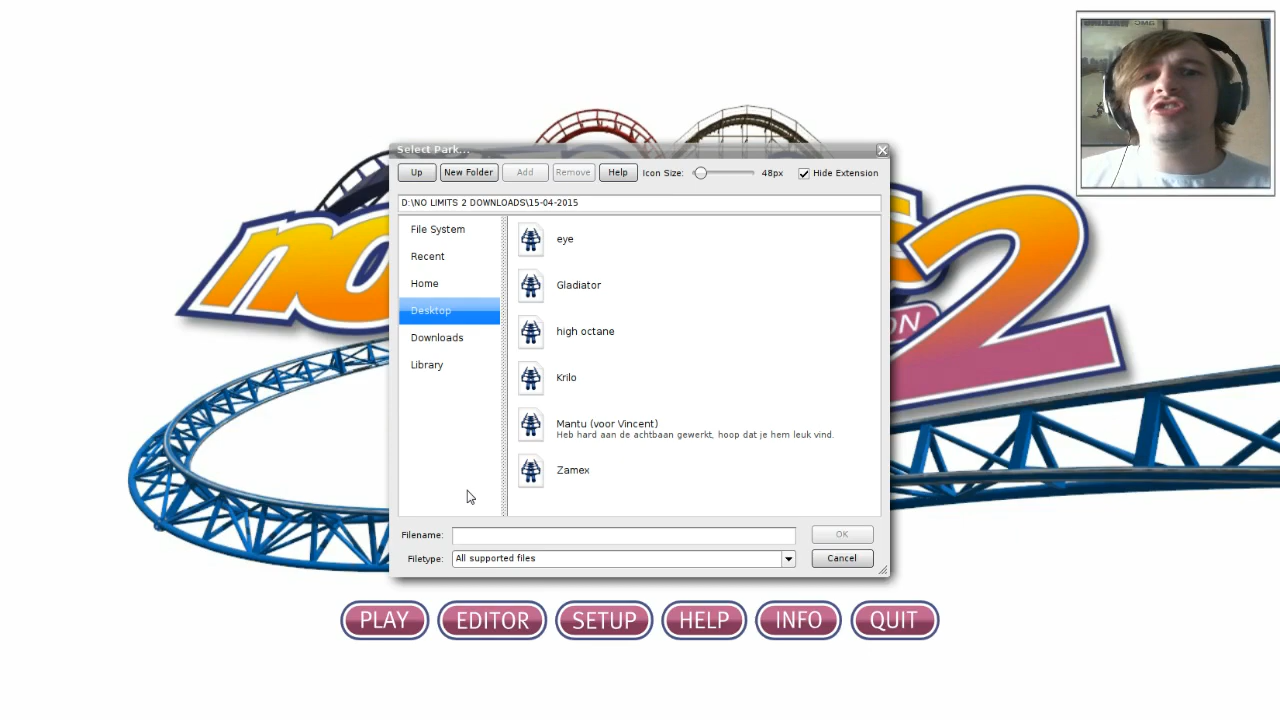 Select Park...
Up
New Folder
Add
Remove
Help
Icon Size:
48px
Hide Extension
D:\NO LIMITS 2 DOWNLOADS\15-04-2015
File System
Recent
Home
Desktop
Downloads
Library
eye
Gladiator
high octane
Krilo
Mantu (voor Vincent)
Heb hard aan de achtbaan gewerkt, hoop dat je hem leuk vind.
Zamex
Filename:
OK
Filetype:
All supported files
Cancel
no
2
ON
PLAY
EDITOR
SETUP
HELP
INFO
QUIT